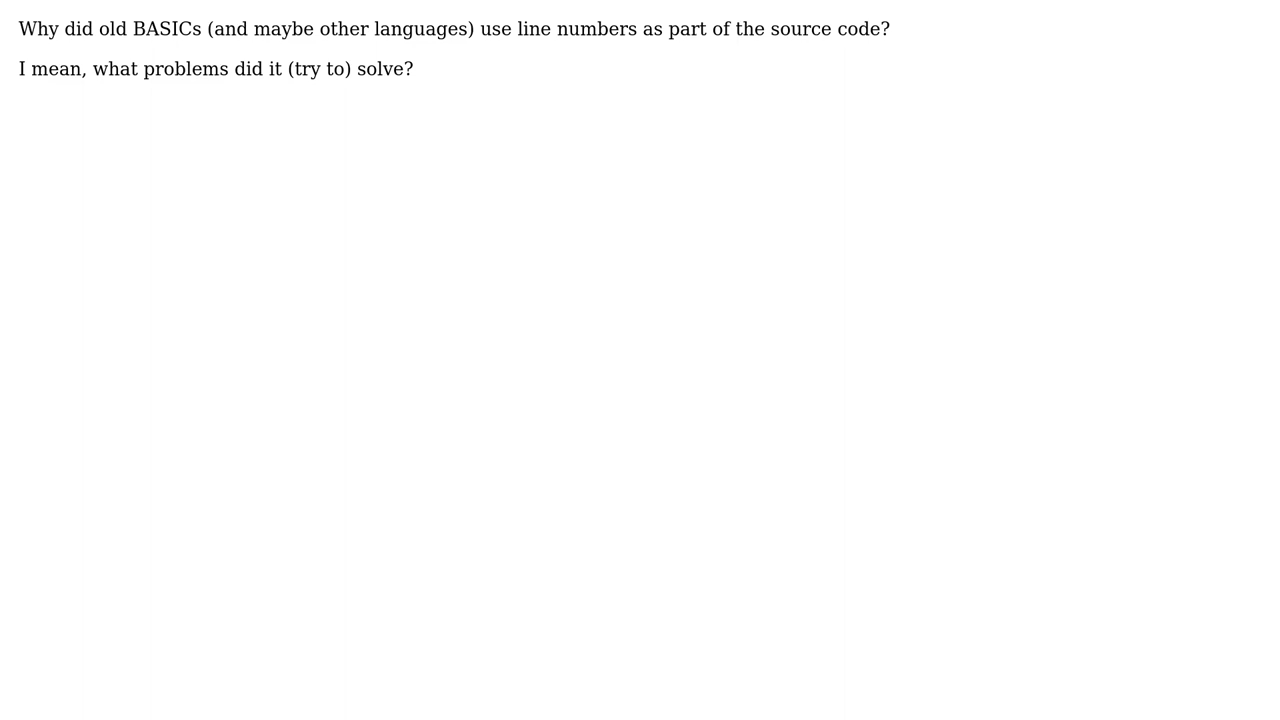 Why did old BASICs (and maybe other languages) use line numbers as part of the source code?
I mean, what problems did it (try to) solve?